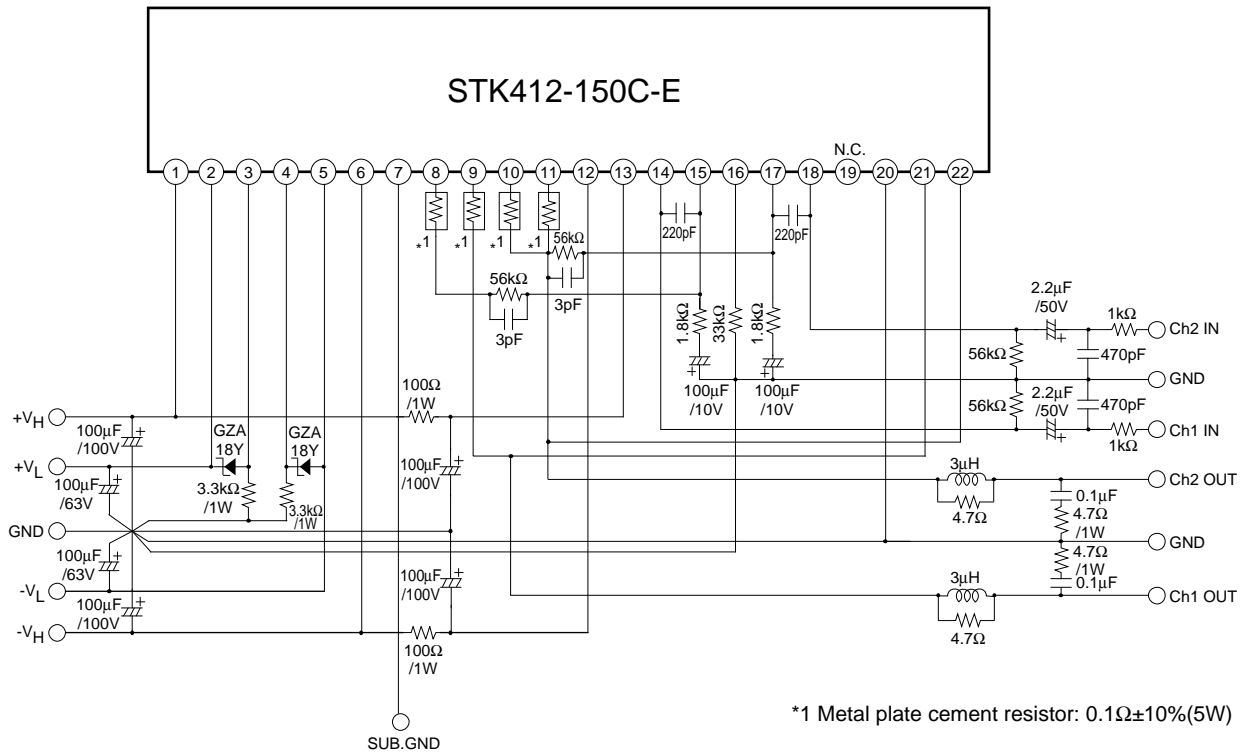 STK412-150C-E
N.C.
1 2 3 4 5 6 7 8 9 10 11 12 13 14 15 16 17 18 19 20 21 22
*1
*1
*1
*1
56kΩ
3pF
56kΩ
3pF
220pF
220pF
1.8kΩ
33kΩ
1.8kΩ
100µF
/10V
100µF
/10V
2.2µF
/50V
1kΩ
Ch2 IN
56kΩ
470pF
GND
56kΩ
2.2µF
/50V
470pF
1kΩ
Ch1 IN
100Ω
/1W
+VH
100µF
/100V
GZA
18Y
GZA
18Y
+VL
100µF
/63V
3.3kΩ
/1W
3.3kΩ
/1W
100µF
/100V
GND
100µF
/63V
-VL
100µF
/100V
100µF
/100V
-VH
100Ω
/1W
3µH
4.7Ω
Ch2 OUT
0.1µF
4.7Ω
/1W
GND
4.7Ω
/1W
0.1µF
3µH
4.7Ω
Ch1 OUT
SUB.GND
*1 Metal plate cement resistor: 0.1Ω±10%(5W)